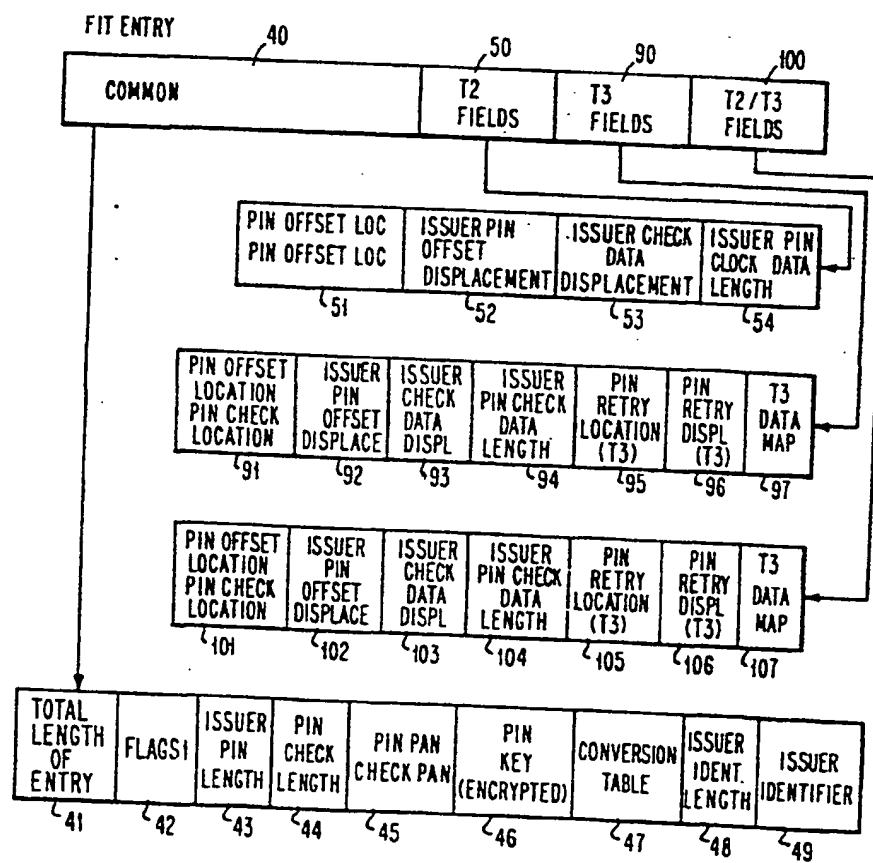 FIT ENTRY
40
50
90
100
COMMON
T2
FIELDS
T3
FIELDS
T2/T3
FIELDS
PIN OFFSET LOC
PIN OFFSET LOC
ISSUER PIN
OFFSET
DISPLACEMENT
ISSUER CHECK
DATA
DISPLACEMENT
ISSUER PIN
CLOCK DATA
LENGTH
51
52
53
54
PIN OFFSET
LOCATION
PIN CHECK
LOCATION
ISSUER
PIN
OFFSET
DISPLACE
ISSUER
CHECK
DATA
DISPL
ISSUER
PIN CHECK
DATA
LENGTH
PIN
RETRY
LOCATION
(T3)
PIN
RETRY
DISPL
(T3)
T3
DATA
MAP
91
92
93
94
95
96
97
PIN OFFSET
LOCATION
PIN CHECK
LOCATION
ISSUER
PIN
OFFSET
DISPLACE
ISSUER
CHECK
DATA
DISPL
ISSUER
PIN CHECK
DATA
LENGTH
PIN
RETRY
LOCATION
(T3)
PIN
RETRY
DISPL
(T3)
T3
DATA
MAP
101
102
103
104
105
106
107
TOTAL
LENGTH
OF
ENTRY
FLAGS1
ISSUER
PIN
LENGTH
PIN
CHECK
LENGTH
PIN PAN
CHECK PAN
PIN
KEY
(ENCRYPTED)
CONVERSION
TABLE
ISSUER
IDENT.
LENGTH
ISSUER
IDENTIFIER
41
42
43
44
45
46
47
48
49